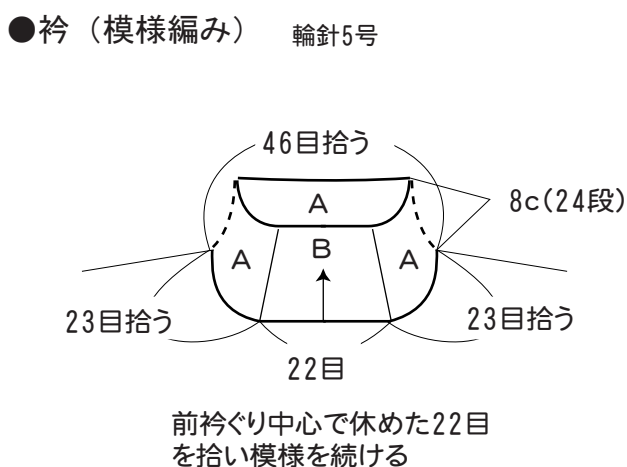 ●衿（模様編み）　輪針5号
46目拾う
A
8c(24段)
A
B
A
23目拾う
23目拾う
22目
前衿ぐり中心で休めた22目
を拾い模様を続ける